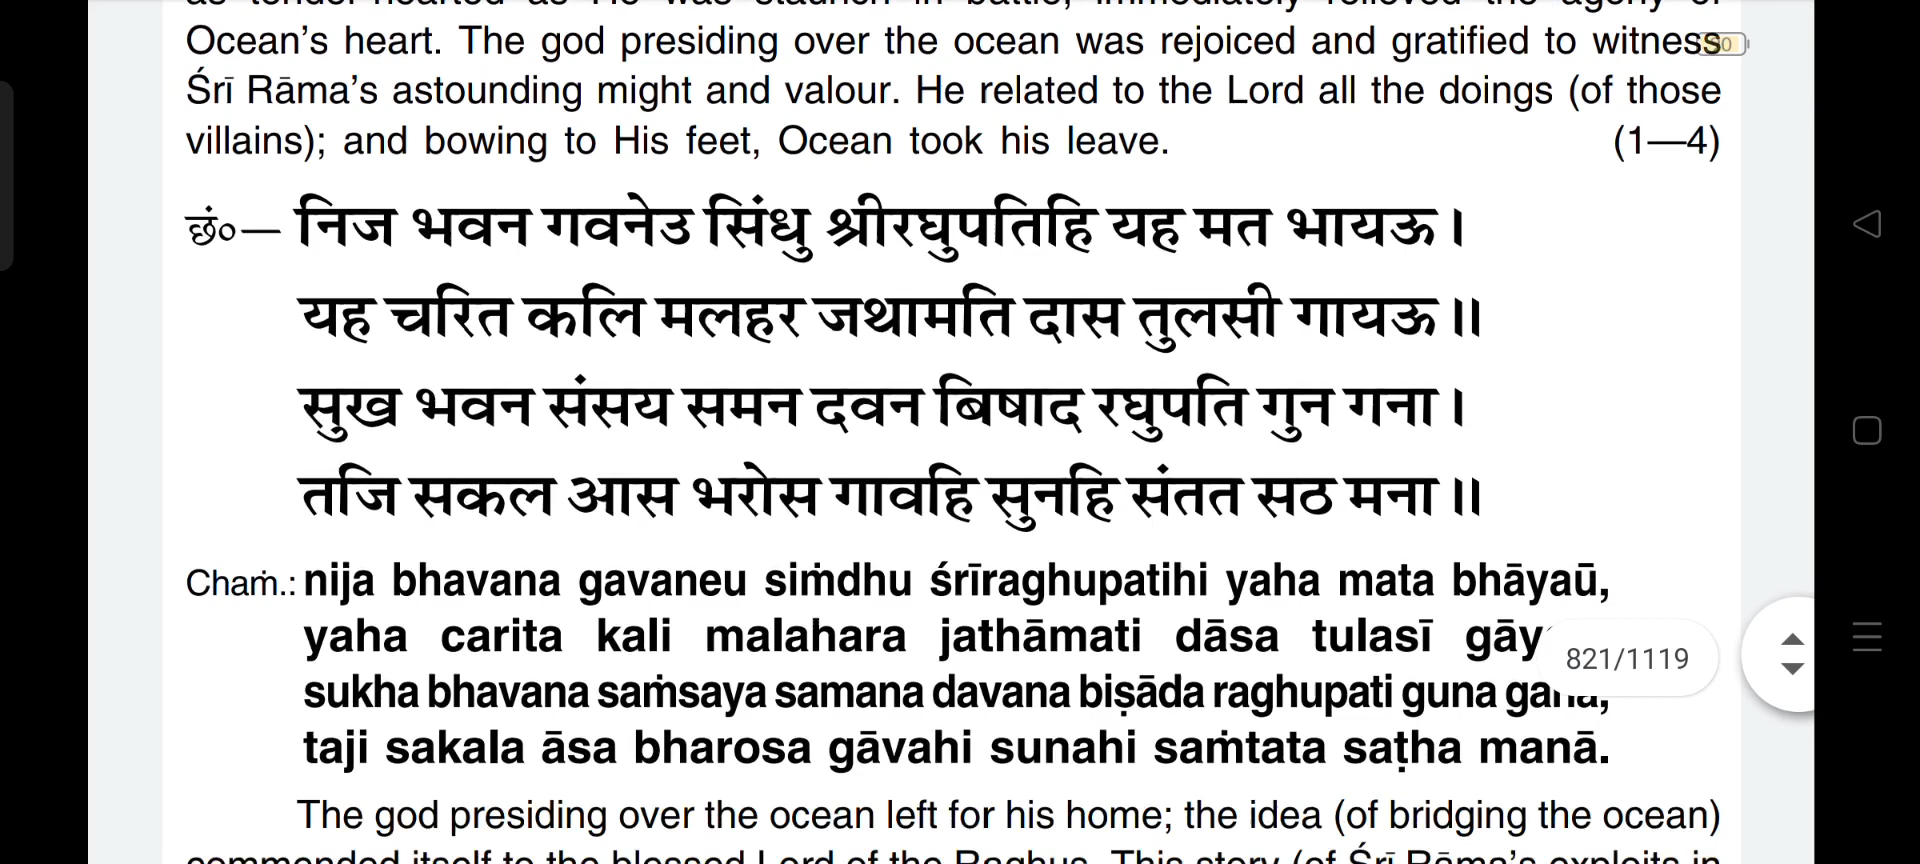 Ocean’s heart. The god presiding over the ocean was rejoiced and gratified to witness
Śrī Rāma’s astounding might and valour. He related to the Lord all the doings (of those
villains); and bowing to His feet, Ocean took his leave. (1—4)
छं०— निज भवन गवनेउ सिंधु श्रीरघुपतिहि यह मत भायऊ।
यह चरित कलि मलहर जथामति दास तुलसी गायऊ॥
सुख भवन संसय समन दवन बिषाद रघुपति गुन गना।
तजि सकल आस भरोस गावहि सुनहि संतत सठ मना॥
Chaṁ.: nija bhavana gavaneu siṁdhu śrīraghupatihi yaha mata bhāyaū,
yaha carita kali malahara jathāmati dāsa tulasī
821/1119
sukha bhavana saṁsaya samana davana biṣāda raghupati guna ganā,
taji sakala āsa bharosa gāvahi sunahi saṁtata saṭha manā.
The god presiding over the ocean left for his home; the idea (of bridging the ocean)